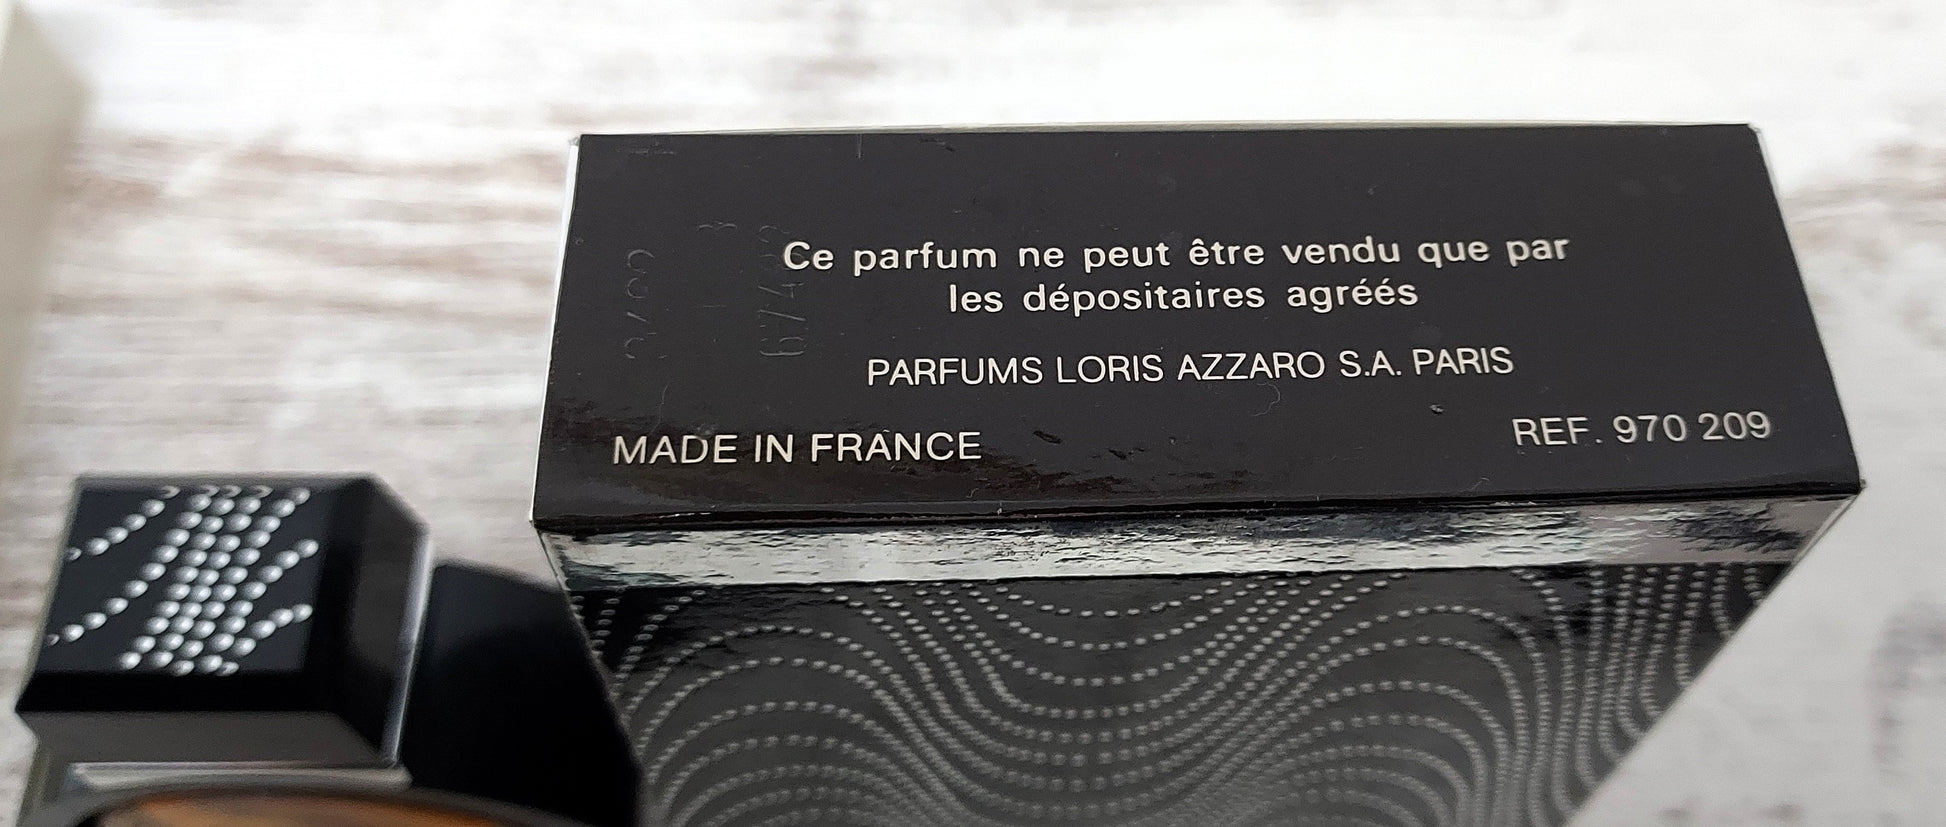 Ce parfum ne peut être vendu que par
les dépositaires agréés
PARFUMS LORIS AZZARO S.A. PARIS
MADE IN FRANCE
REF. 970 209